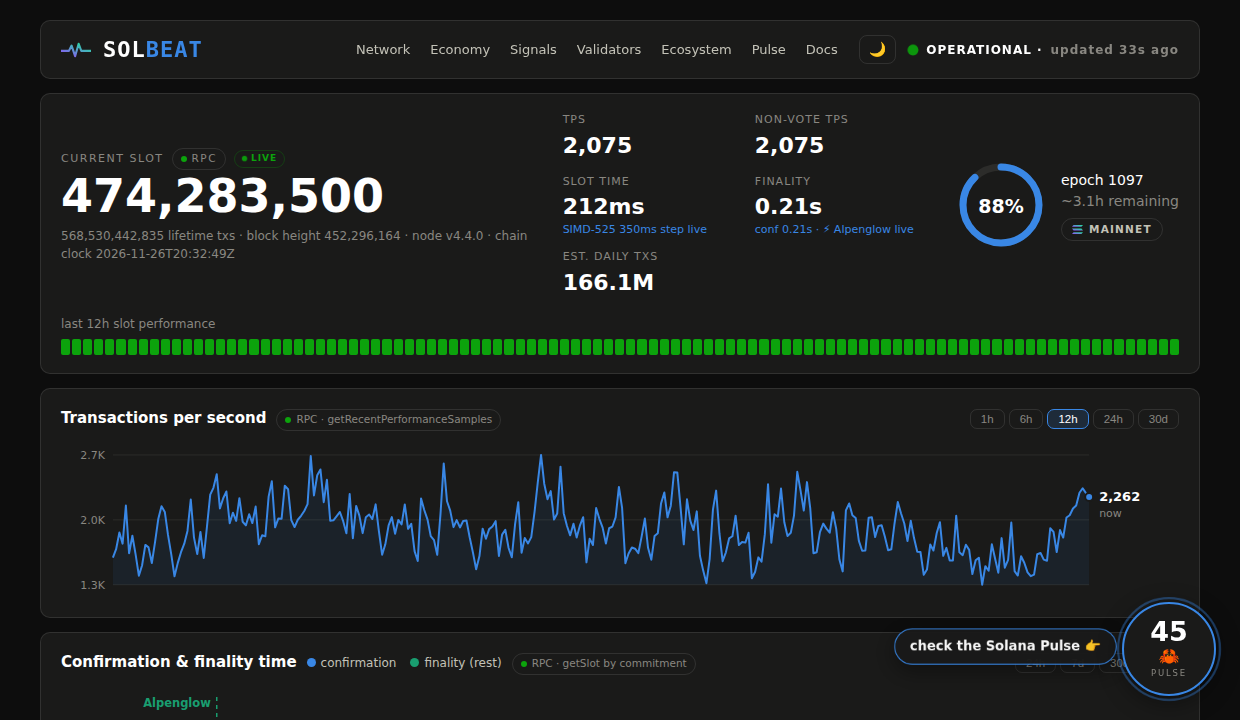 SOLBEAT
Network Economy Signals Validators Ecosystem Pulse Docs
OPERATIONAL · updated 33s ago
CURRENT SLOT RPC LIVE
474,283,500
568,530,442,835 lifetime txs · block height 452,296,164 · node v4.4.0 · chain
clock 2026-11-26T20:32:49Z
TPS
2,075
NON-VOTE TPS
2,075
SLOT TIME
212ms
SIMD-525 350ms step live
FINALITY
0.21s
conf 0.21s · ⚡ Alpenglow live
EST. DAILY TXS
166.1M
88%
epoch 1097
~3.1h remaining
MAINNET
last 12h slot performance
Transactions per second RPC · getRecentPerformanceSamples
1h 6h 12h 24h 30d
2.7K
2.0K
1.3K
2,262
now
Confirmation & finality time confirmation finality (rest) RPC · getSlot by commitment
Alpenglow
check the Solana Pulse 👉
45
🦀
PULSE